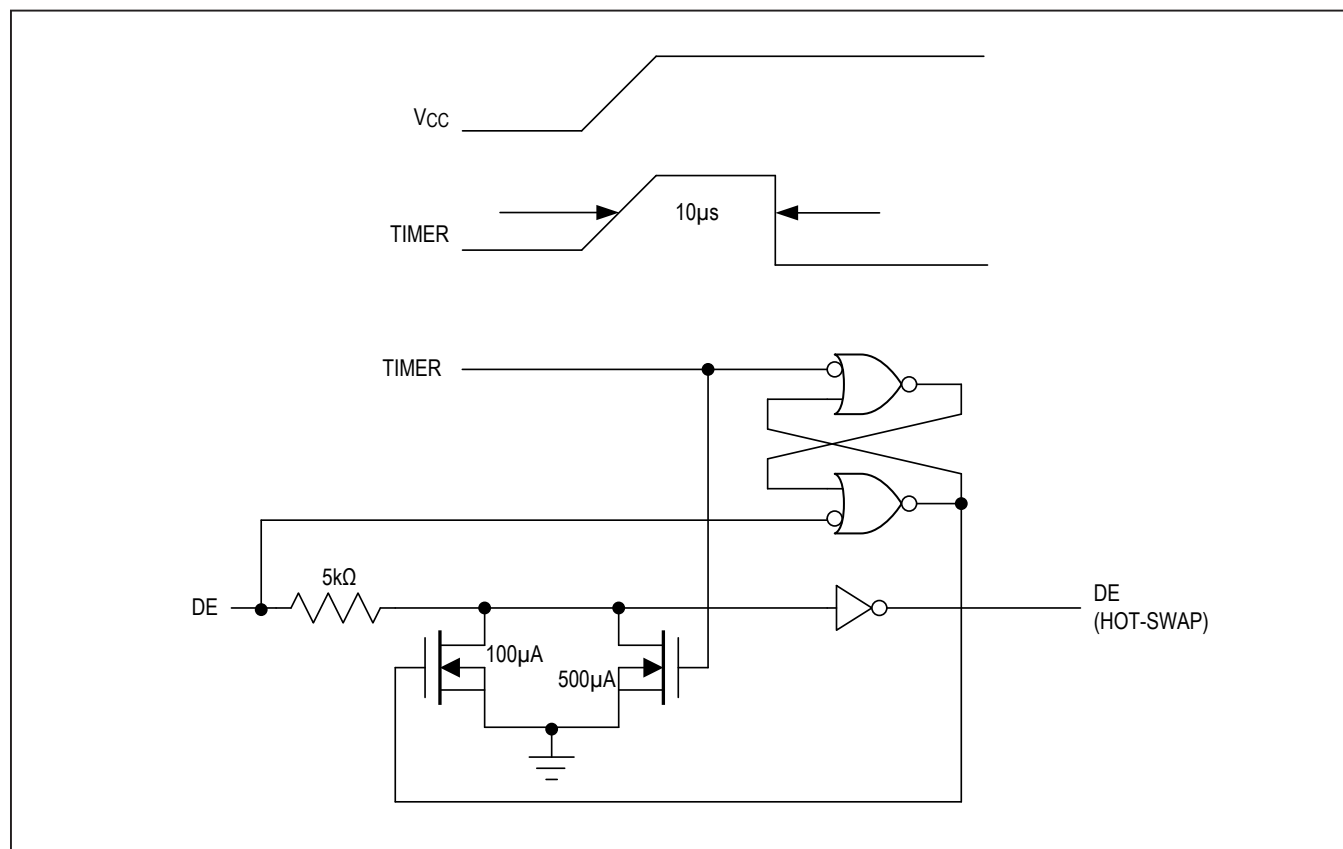 VCC
10µs
TIMER
TIMER
5kΩ
DE
DE
(HOT-SWAP)
100µA
500µA